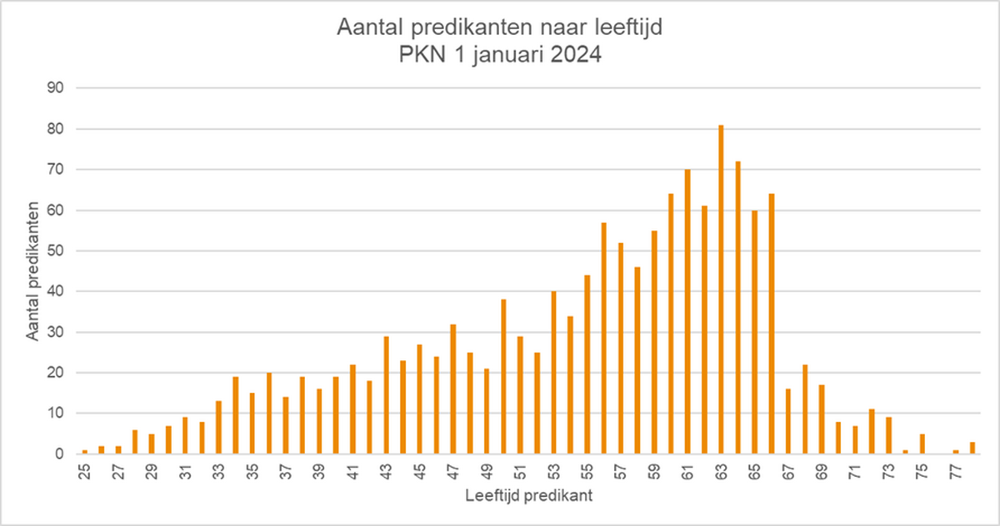 Aantal predikanten naar leeftijd
PKN 1 januari 2024
Aantal predikanten
90
80
70
60
50
40
30
20
10
0
25 27 29 31 33 35 37 39 41 43 45 47 49 51 53 55 57 59 61 63 65 67 69 71 73 75 77
Leeftijd predikant